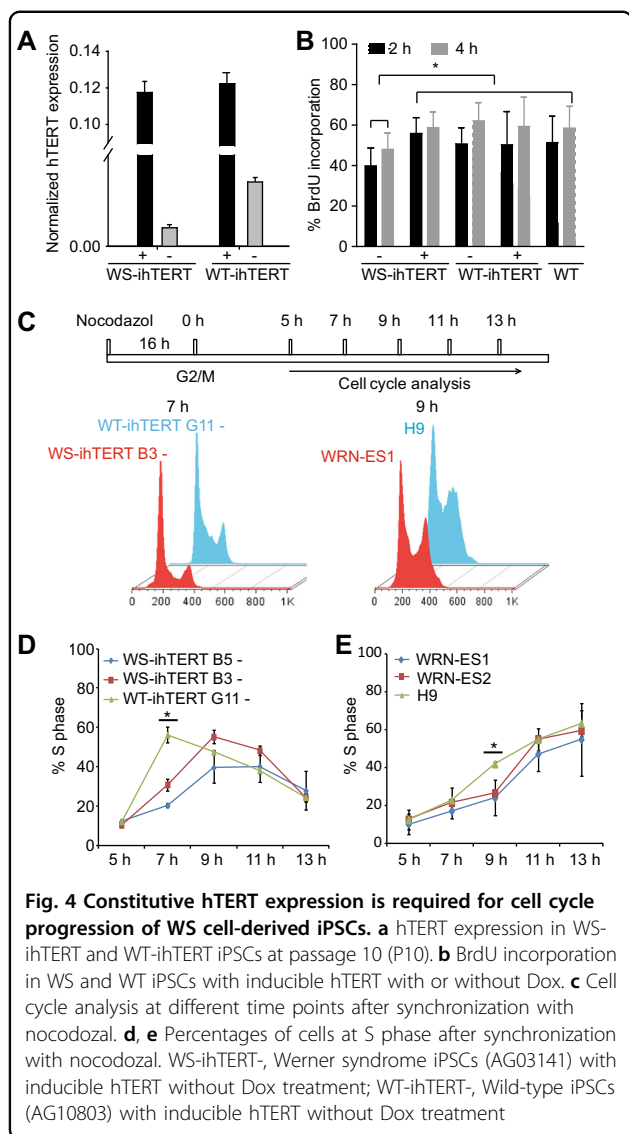 A
Normalized hTERT expression
0.12
0.10
0.00
+ - + -
WS-ihTERT WT-ihTERT
B
2 h 4 h
*
% BrdU incorporation
100
80
60
40
20
0
- + - +
WS-ihTERT WT-ihTERT WT
C
Nocodazol 0 h 5 h 7 h 9 h 11 h 13 h
16 h
G2/M Cell cycle analysis
7 h 9 h
WT-ihTERT G11 - H9
WS-ihTERT B3 - WRN-ES1
0 200 400 600 800 1K 0 200 400 600 800 1K
D
WS-ihTERT B5 -
WS-ihTERT B3 -
WT-ihTERT G11 -
*
% S phase
100
80
60
40
20
0
5 h 7 h 9 h 11 h 13 h
E
WRN-ES1
WRN-ES2
H9
*
% S phase
100
80
60
40
20
0
5 h 7 h 9 h 11 h 13 h
Fig. 4 Constitutive hTERT expression is required for cell cycle
progression of WS cell-derived iPSCs. a hTERT expression in WS-
ihTERT and WT-ihTERT iPSCs at passage 10 (P10). b BrdU incorporation
in WS and WT iPSCs with inducible hTERT with or without Dox. c Cell
cycle analysis at different time points after synchronization with
nocodozal. d, e Percentages of cells at S phase after synchronization
with nocodozal. WS-ihTERT-, Werner syndrome iPSCs (AG03141) with
inducible hTERT without Dox treatment; WT-ihTERT-, Wild-type iPSCs
(AG10803) with inducible hTERT without Dox treatment